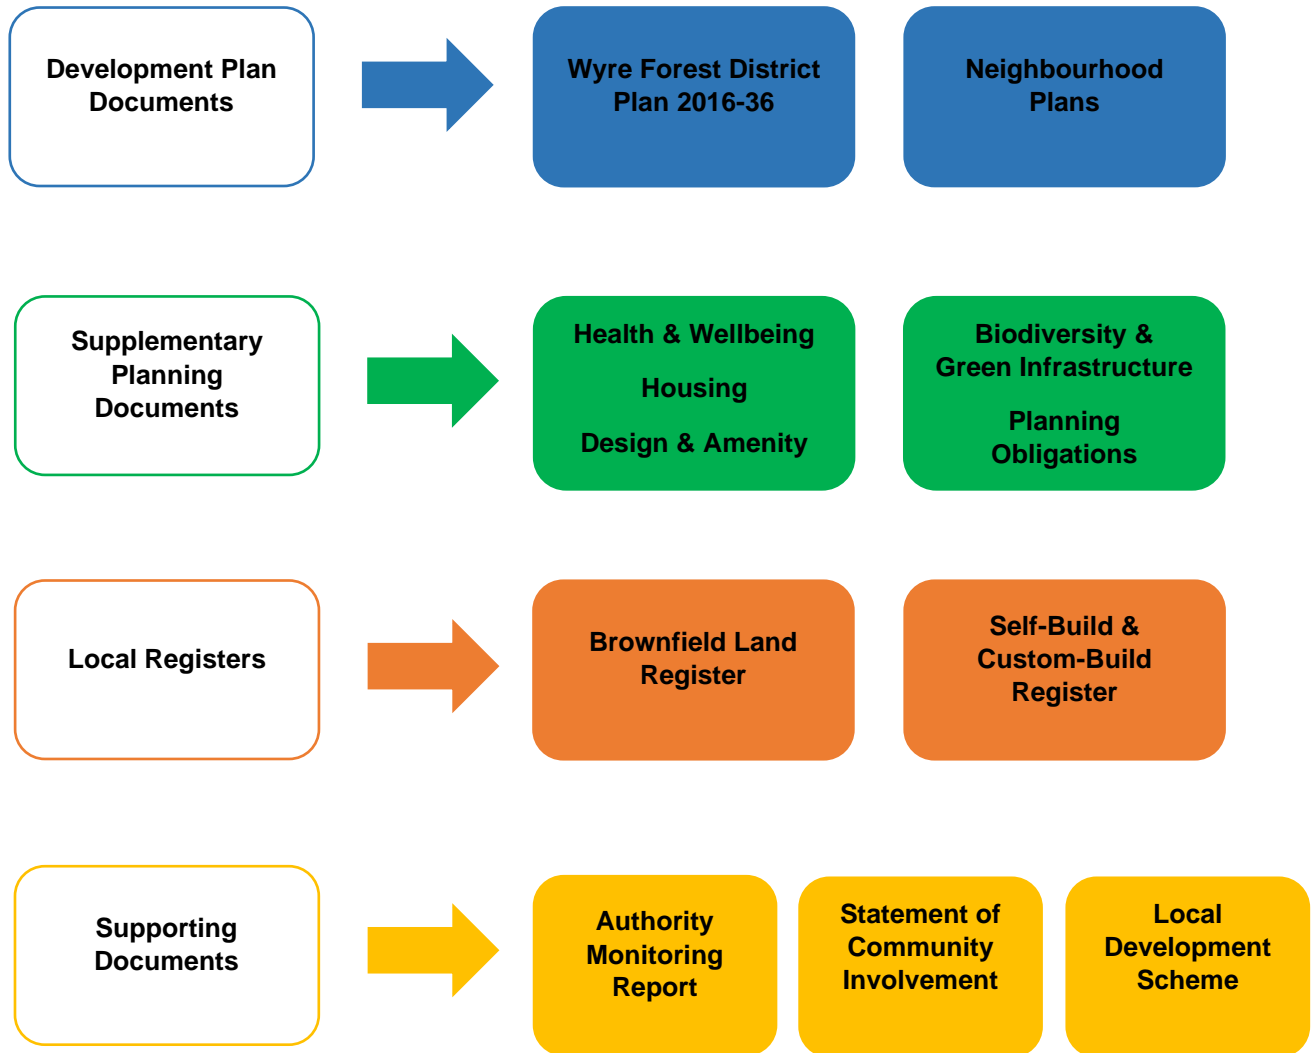 Development Plan
Documents
Wyre Forest District
Plan 2016-36
Neighbourhood
Plans
Supplementary
Planning
Documents
Health & Wellbeing
Housing
Design & Amenity
Biodiversity &
Green Infrastructure
Planning
Obligations
Local Registers
Brownfield Land
Register
Self-Build &
Custom-Build
Register
Supporting
Documents
Authority
Monitoring
Report
Statement of
Community
Involvement
Local
Development
Scheme